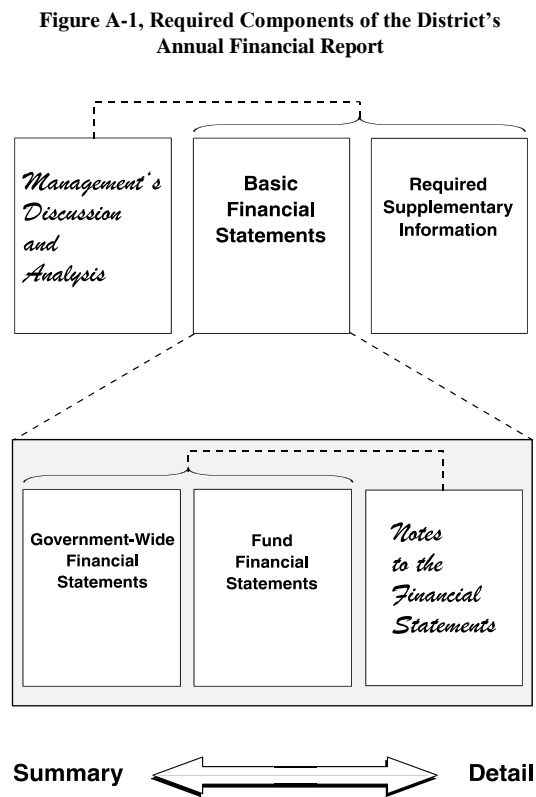 Figure A-1, Required Components of the District’s
Annual Financial Report
Management's
Discussion
and
Analysis
Basic
Financial
Statements
Required
Supplementary
Information
Government-Wide
Financial
Statements
Fund
Financial
Statements
Notes
to the
Financial
Statements
Summary
Detail